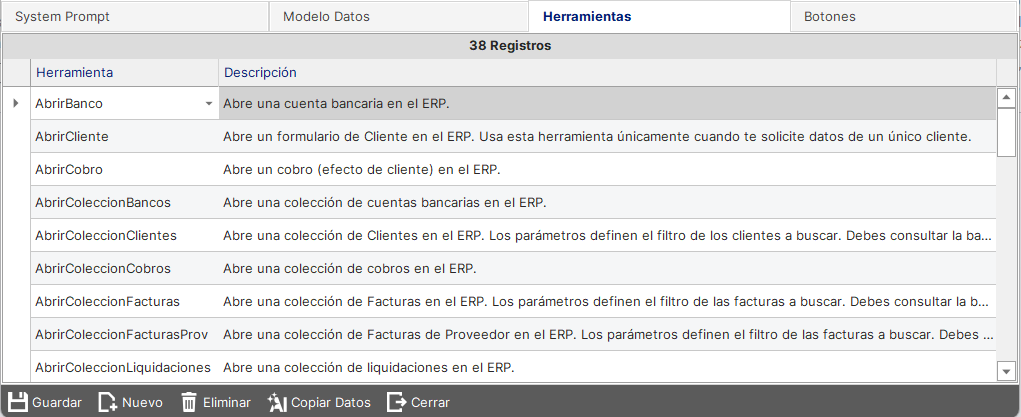 System Prompt Modelo Datos Herramientas Botones
38 Registros
Herramienta Descripción
AbrirBanco Abre una cuenta bancaria en el ERP.
AbrirCliente Abre un formulario de Cliente en el ERP. Usa esta herramienta únicamente cuando te solicite datos de un único cliente.
AbrirCobro Abre un cobro (efecto de cliente) en el ERP.
AbrirColeccionBancos Abre una colección de cuentas bancarias en el ERP.
AbrirColeccionClientes Abre una colección de Clientes en el ERP. Los parámetros definen el filtro de los clientes a buscar. Debes consultar la ba...
AbrirColeccionCobros Abre una colección de cobros en el ERP.
AbrirColeccionFacturas Abre una colección de Facturas en el ERP. Los parámetros definen el filtro de las facturas a buscar. Debes consultar la b...
AbrirColeccionFacturasProv Abre una colección de Facturas de Proveedor en el ERP. Los parámetros definen el filtro de las facturas a buscar. Debes ...
AbrirColeccionLiquidaciones Abre una colección de liquidaciones en el ERP.
Guardar Nuevo Eliminar AI Copiar Datos Cerrar